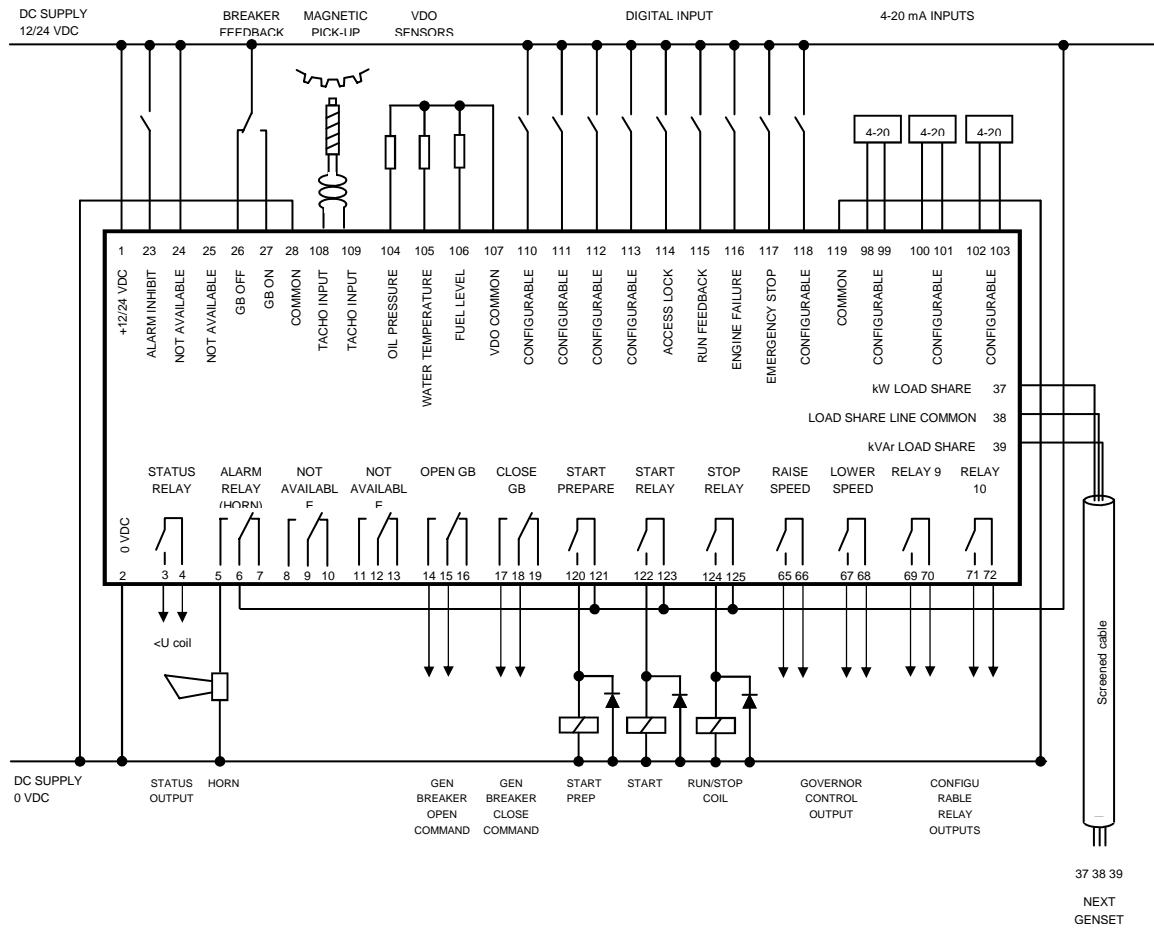 DC SUPPLY
12/24 VDC
BREAKER
FEEDBACK
MAGNETIC
PICK-UP
VDO
SENSORS
DIGITAL INPUT
4-20 mA INPUTS
4-20 4-20 4-20
1 23 24 25 26 27 28 108 109 104 105 106 107 110 111 112 113 114 115 116 117 118 119 98 99 100 101 102 103
+12/24 VDC
ALARM INHIBIT
NOT AVAILABLE
NOT AVAILABLE
GB OFF
GB ON
COMMON
TACHO INPUT
TACHO INPUT
OIL PRESSURE
WATER TEMPERATURE
FUEL LEVEL
VDO COMMON
CONFIGURABLE
CONFIGURABLE
CONFIGURABLE
CONFIGURABLE
ACCESS LOCK
RUN FEEDBACK
ENGINE FAILURE
EMERGENCY STOP
CONFIGURABLE
COMMON
CONFIGURABLE
CONFIGURABLE
CONFIGURABLE
kW LOAD SHARE 37
LOAD SHARE LINE COMMON 38
kVAr LOAD SHARE 39
STATUS
RELAY
ALARM
RELAY
(HORN)
NOT
AVAILABL
E
NOT
AVAILABL
E
OPEN GB
CLOSE
GB
START
PREPARE
START
RELAY
STOP
RELAY
RAISE
SPEED
LOWER
SPEED
RELAY 9
RELAY
10
0 VDC
2 3 4 5 6 7 8 9 10 11 12 13 14 15 16 17 18 19 120 121 122 123 124 125 65 66 67 68 69 70 71 72
<U coil
Screened cable
DC SUPPLY
0 VDC
STATUS
OUTPUT
HORN
GEN
BREAKER
OPEN
COMMAND
GEN
BREAKER
CLOSE
COMMAND
START
PREP
START
RUN/STOP
COIL
GOVERNOR
CONTROL
OUTPUT
CONFIGU
RABLE
RELAY
OUTPUTS
37 38 39
NEXT
GENSET